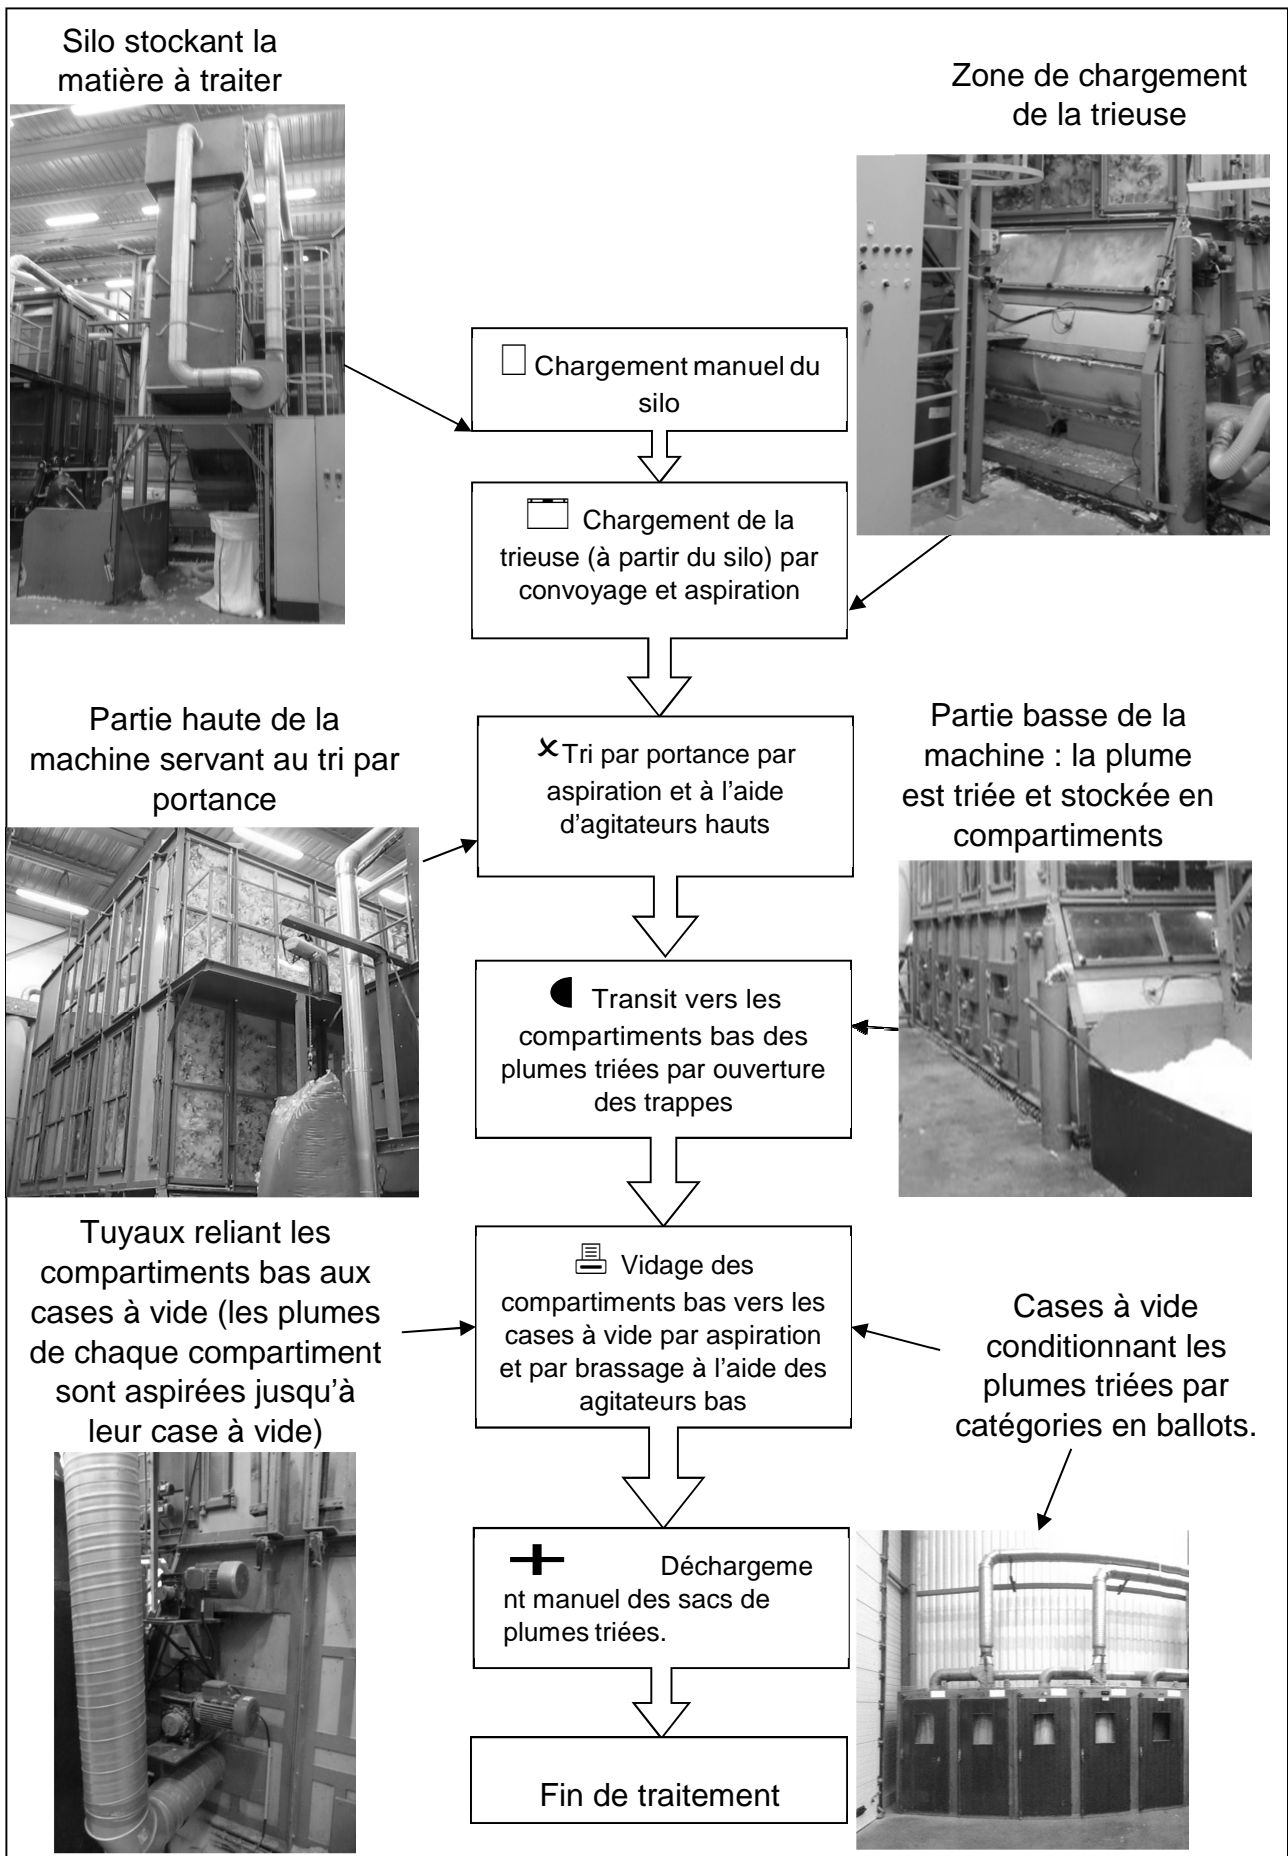 Silo stockant la
matière à traiter
Zone de chargement
de la trieuse
Chargement manuel du
silo
Chargement de la
trieuse (à partir du silo) par
convoyage et aspiration
Partie haute de la
machine servant au tri par
portance
Tri par portance par
aspiration et à l'aide
d'agitateurs hauts
Partie basse de la
machine : la plume
est triée et stockée en
compartiments
Transit vers les
compartiments bas des
plumes triées par ouverture
des trappes
Tuyaux reliant les
compartiments bas aux
cases à vide (les plumes
de chaque compartiment
sont aspirées jusqu'à
leur case à vide)
Vidage des
compartiments bas vers les
cases à vide par aspiration
et par brassage à l'aide des
agitateurs bas
Cases à vide
conditionnant les
plumes triées par
catégories en ballots.
Déchargeme
nt manuel des sacs de
plumes triées.
Fin de traitement